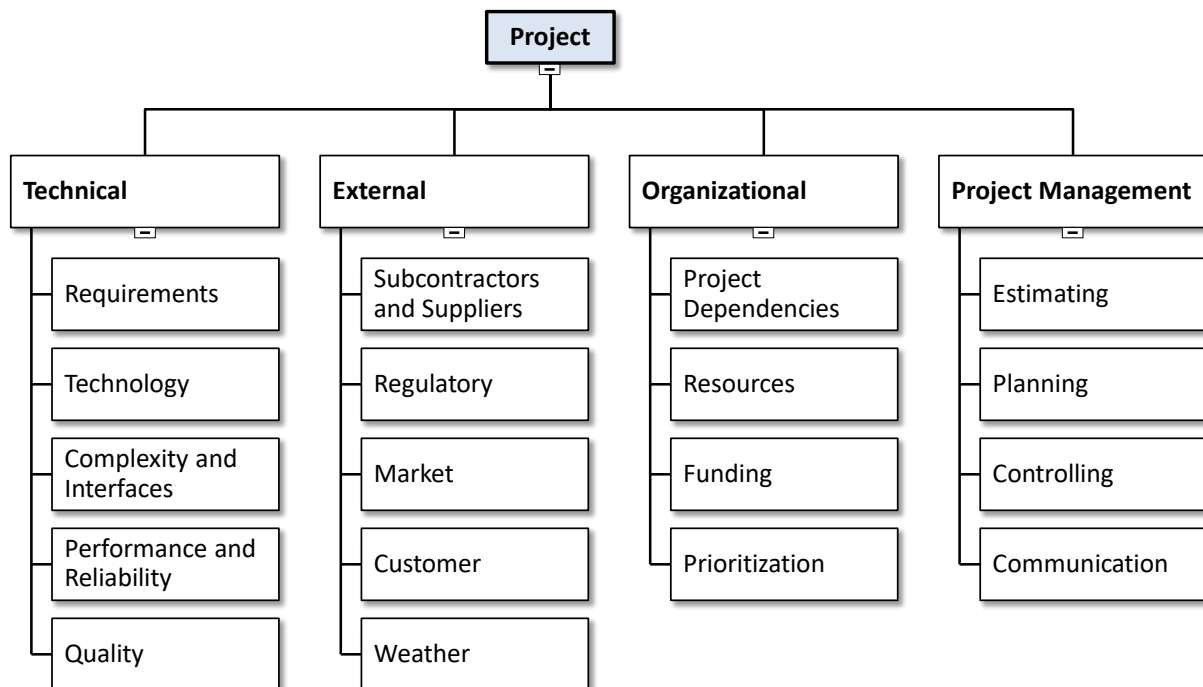 Project
Technical
Requirements
Technology
Complexity and
Interfaces
Performance and
Reliability
Quality
External
Subcontractors
and Suppliers
Regulatory
Market
Customer
Weather
Organizational
Project
Dependencies
Resources
Funding
Prioritization
Project Management
Estimating
Planning
Controlling
Communication